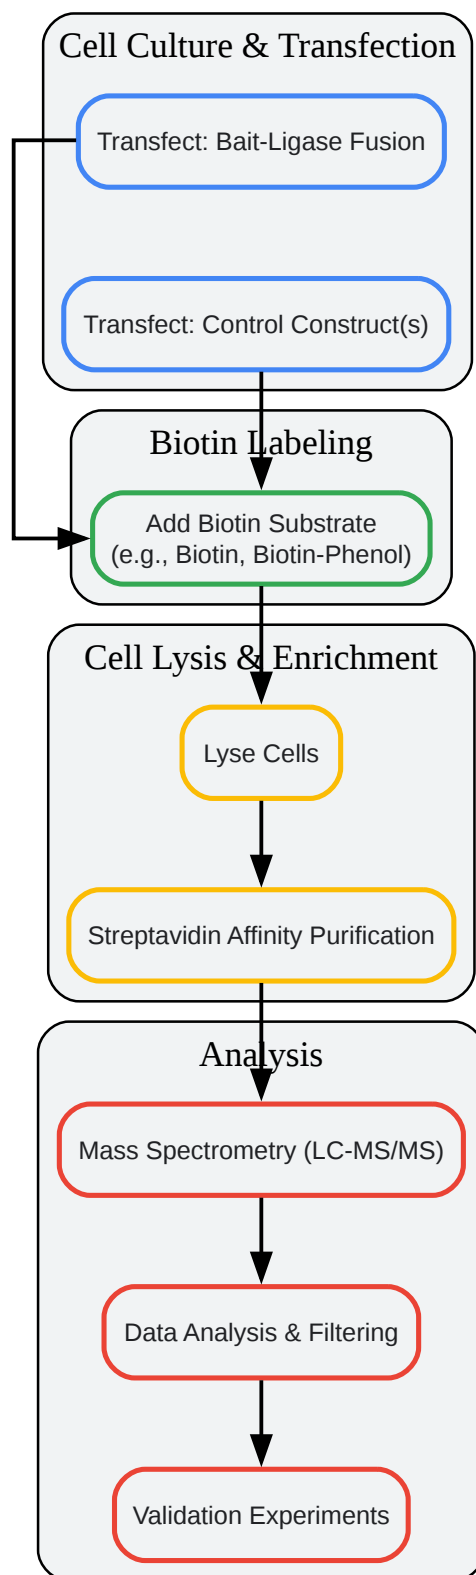 Cell Culture & Transfection
Transfect: Bait-Ligase Fusion
Transfect: Control Construct(s)
Biotin Labeling
Add Biotin Substrate
(e.g., Biotin, Biotin-Phenol)
Cell Lysis & Enrichment
Lyse Cells
Streptavidin Affinity Purification
Analysis
Mass Spectrometry (LC-MS/MS)
Data Analysis & Filtering
Validation Experiments